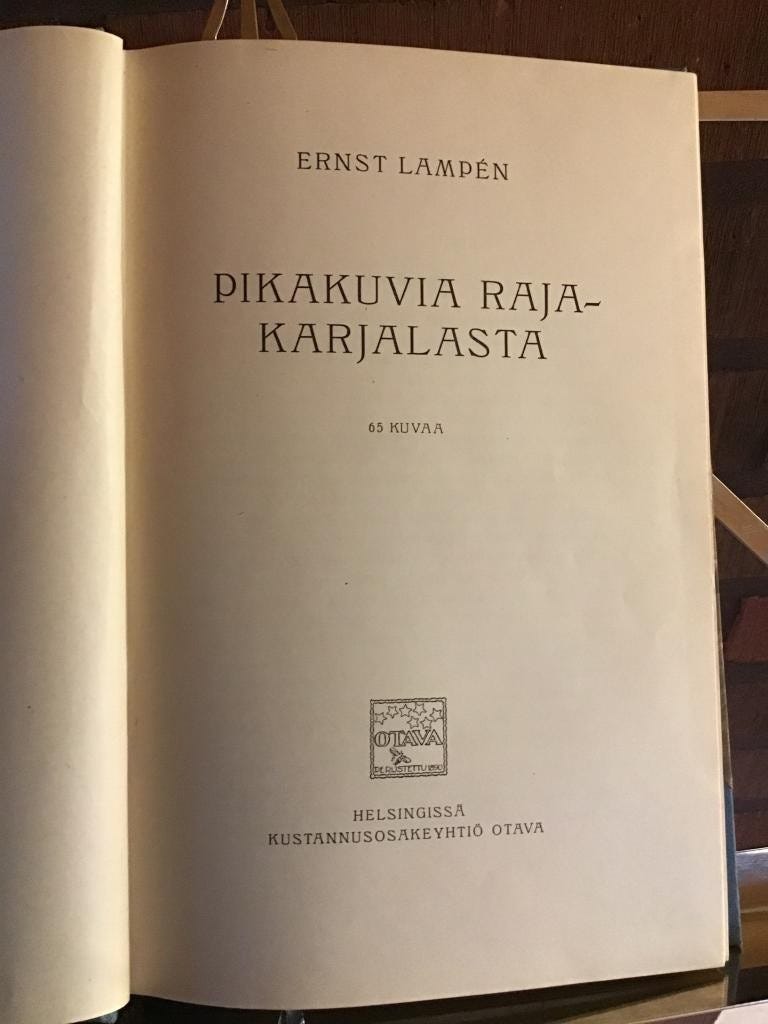 ERNST LAMPÉN
PIKAKUVIA RAJA-
KARJALASTA
65 KUVAA
OTAVA
PERUSTETTU 1890
HELSINGISSÄ
KUSTANNUSOSAKEYHTIÖ OTAVA